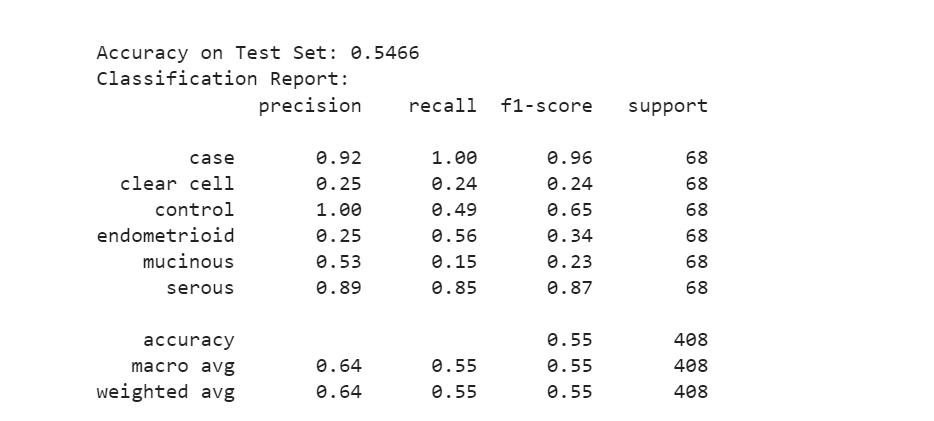 Accuracy on Test Set: 0.5466
Classification Report:
precision recall f1-score support
case 0.92 1.00 0.96 68
clear cell 0.25 0.24 0.24 68
control 1.00 0.49 0.65 68
endometrioid 0.25 0.56 0.34 68
mucinous 0.53 0.15 0.23 68
serous 0.89 0.85 0.87 68
accuracy 0.55 408
macro avg 0.64 0.55 0.55 408
weighted avg 0.64 0.55 0.55 408